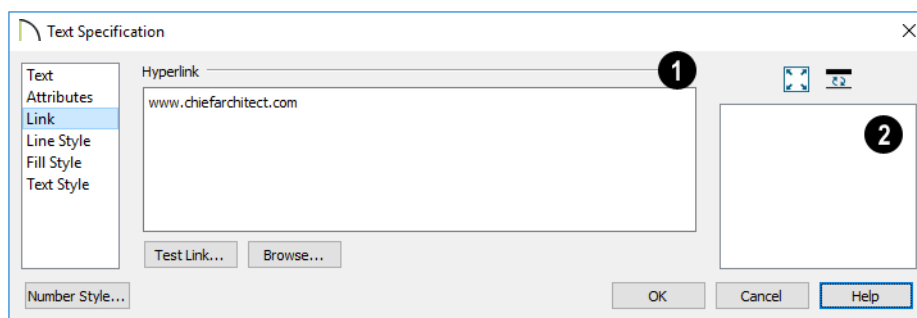 Text Specification
Text
Attributes
Link
Line Style
Fill Style
Text Style
Hyperlink
1
www.chiefarchitect.com
2
Test Link...
Browse...
Number Style...
OK
Cancel
Help